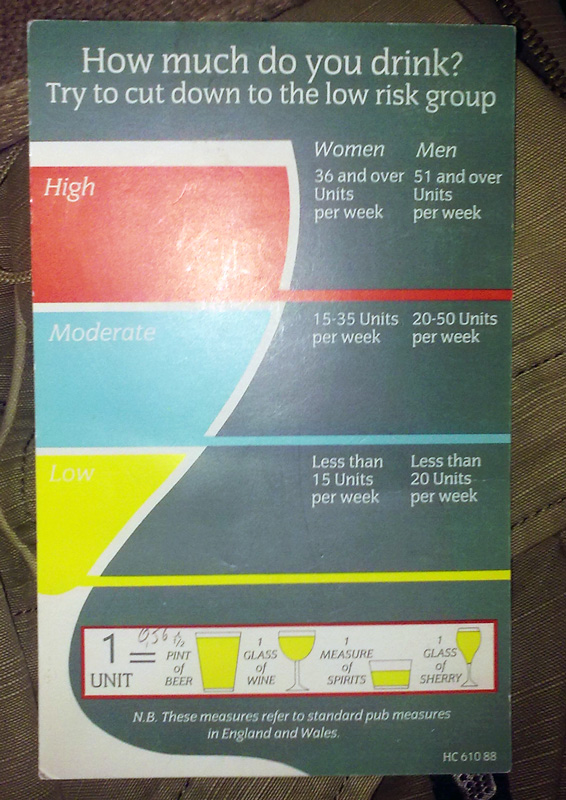 How much do you drink?
Try to cut down to the low risk group
Women Men
High
36 and over 51 and over
Units Units
per week per week
Moderate
15-35 Units 20-50 Units
per week per week
Low
Less than Less than
15 Units 20 Units
per week per week
1 =
UNIT
½
PINT
of
BEER
1
GLASS
of
WINE
1
MEASURE
of
SPIRITS
1
GLASS
of
SHERRY
N.B. These measures refer to standard pub measures
in England and Wales.
HC 610 88